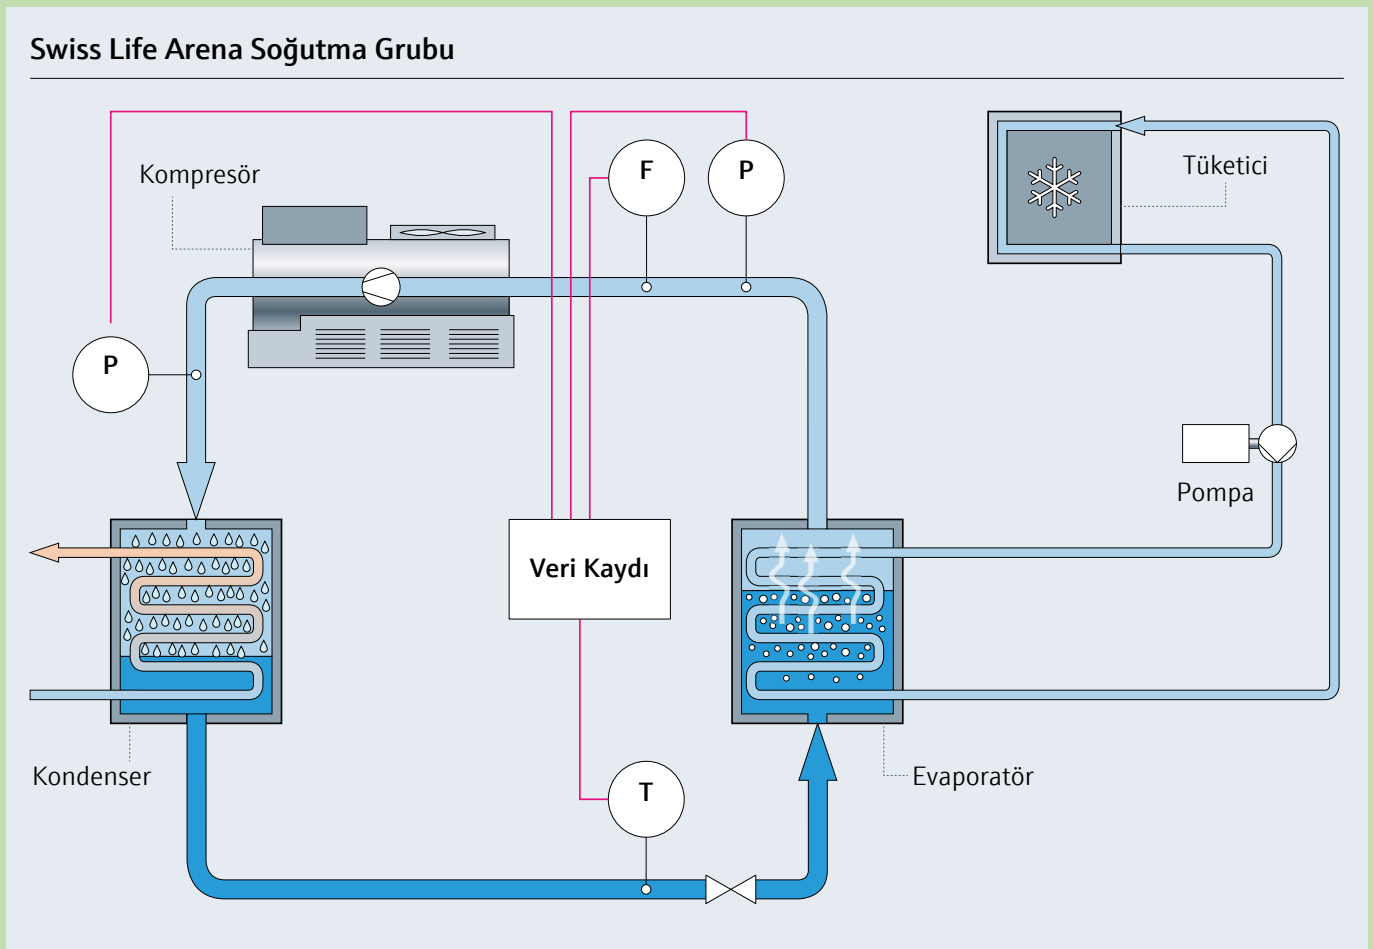 Swiss Life Arena Soğutma Grubu
Kompresör
F
P
Tüketici
P
Pompa
Veri Kaydı
Kondenser
T
Evaporatör